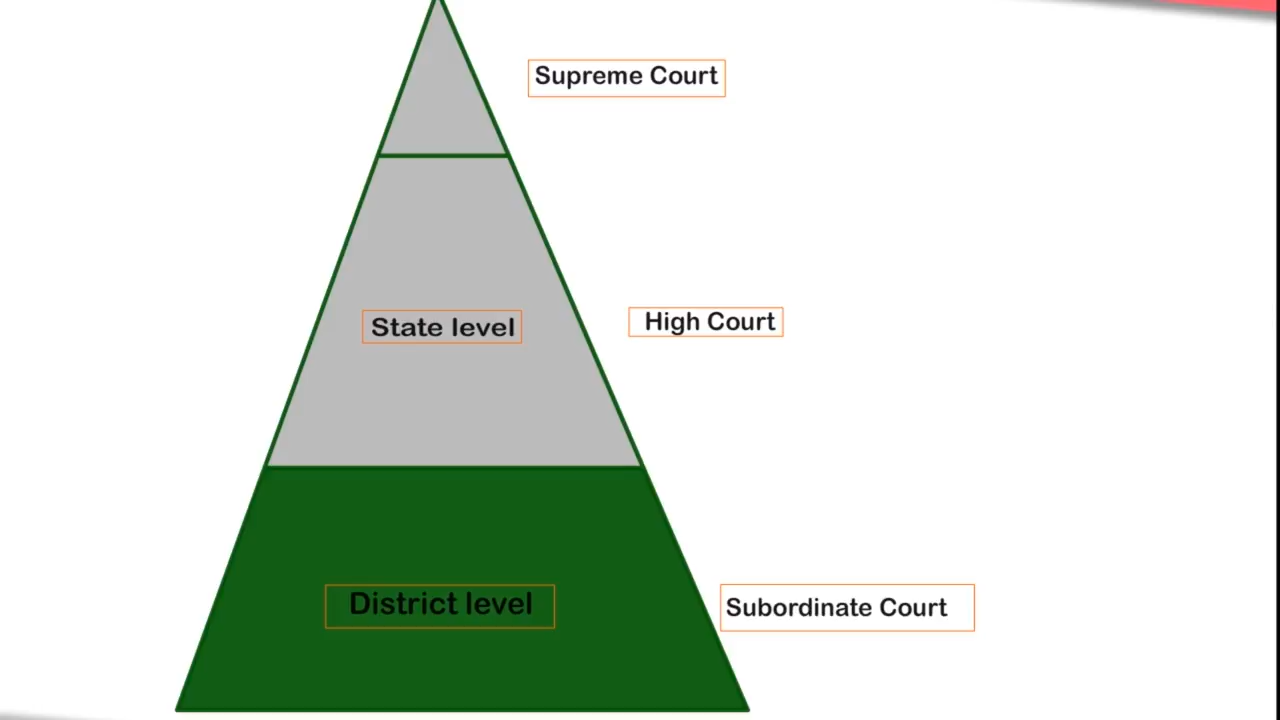 Supreme Court
State level
High Court
District level
Subordinate Court